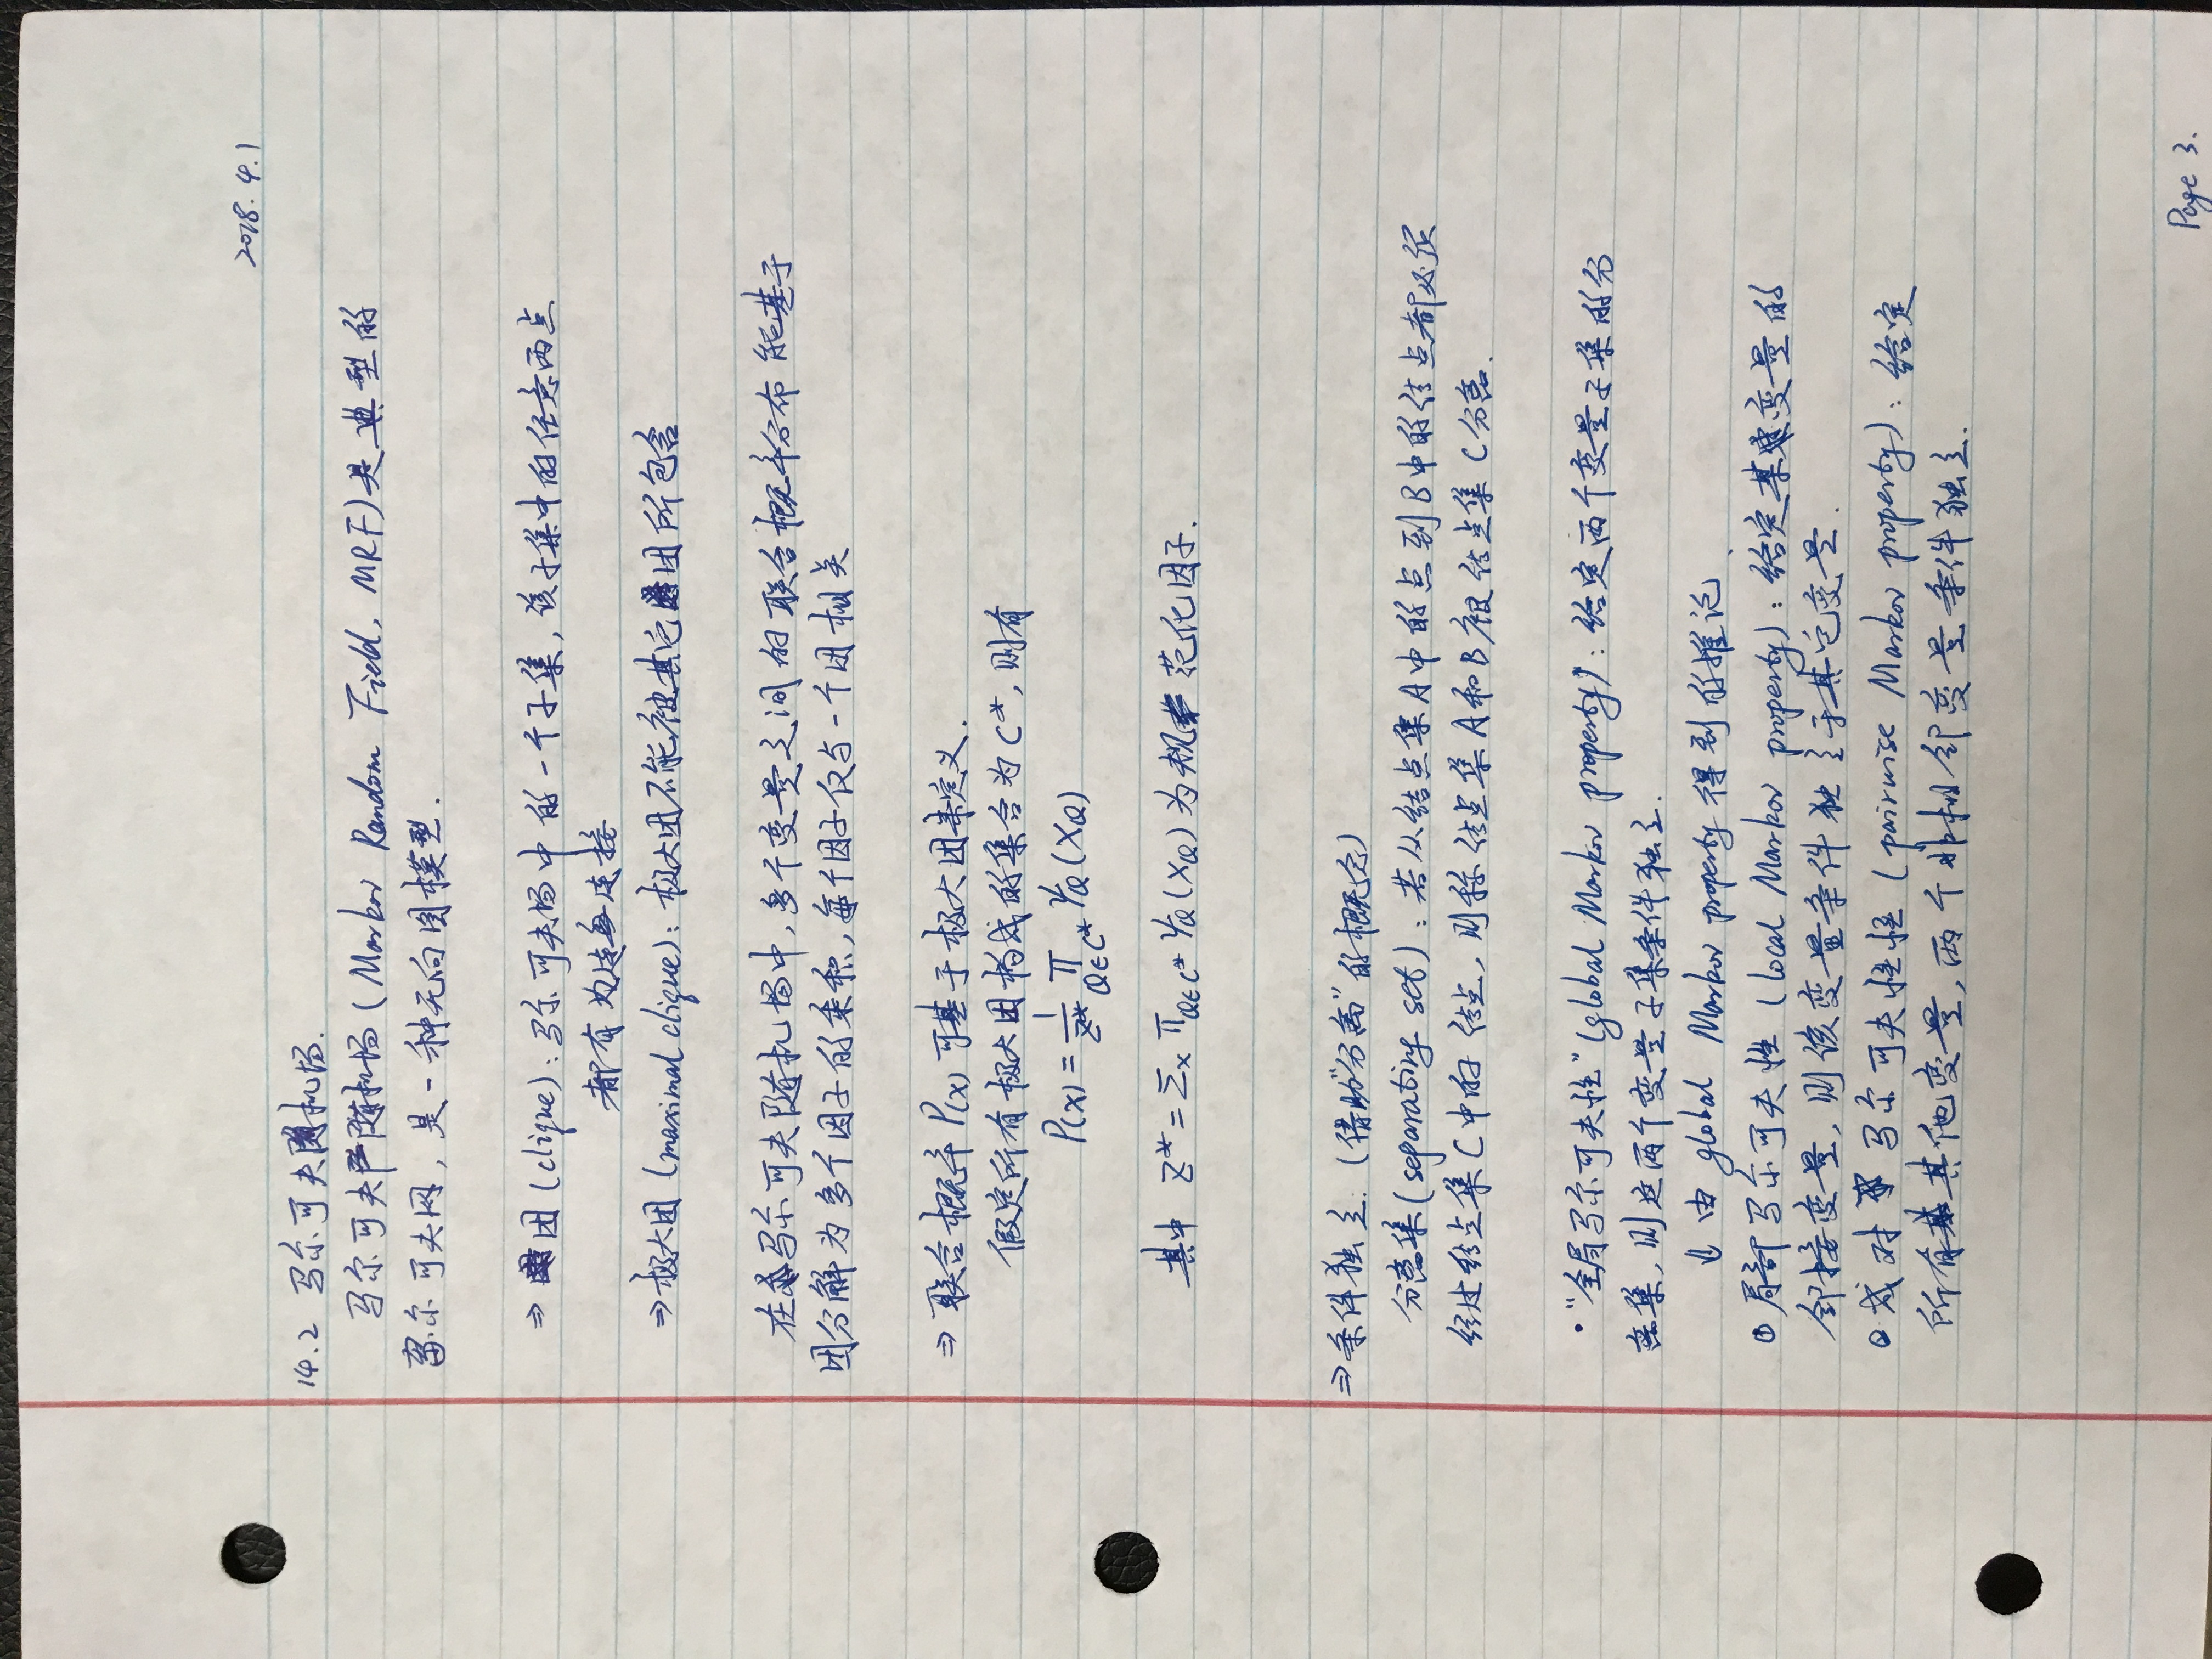 2018.4.1
14.2 马尔可夫随机场.
马尔可夫随机场(Markov Random Field, MRF)是典型的
马尔可夫网，是一种无向图模型.
⇒ 团(clique)：马尔可夫场中的一个子集，该子集中的任意两点
都有边连接
⇒极大团(maximal clique)：极大团不能被其它团所包含
在马尔可夫随机场中，多个变量之间的联合概率分布能基于
团分解为多个因子的乘积，每个因子仅与一个团相关
⇒ 联合概率 P(x) 可基于极大团来定义.
假定所有极大团构成的集合为 C*，则有
P(x) = 1/Z* ∏_{Q∈C*} ψ_Q(X_Q)
其中 Z* = Σ_x ∏_{Q∈C*} ψ_Q(X_Q) 为规范化因子.
⇒条件独立.(借助"分离"的概念)
分离集(separating set)：若从结点集A中的点到B中的结点都必须
经过结点集C中的结点，则称结点集A和B被结点集C分离.
·"全局马尔可夫性"(global Markov property)：给定两个变量子集的分
离集，则这两个变量子集条件独立.
⇓ 由 global Markov property 得到的推论
① 局部马尔可夫性(local Markov property)：给定某变量的
邻接变量，则该变量条件独立于其它变量.
② 成对马尔可夫性性(pairwise Markov property)：给定
所有其他变量，两个非相邻变量条件独立.
Page 3.